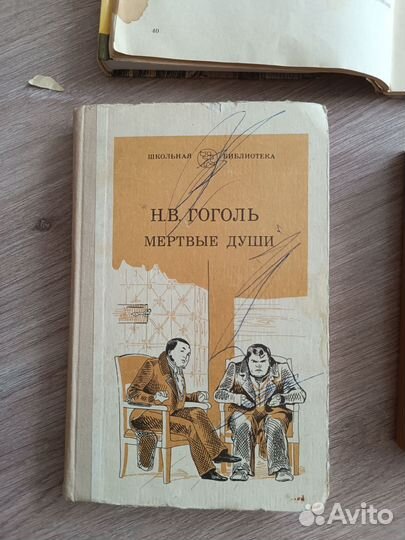 40
ШКОЛЬНАЯ БИБЛИОТЕКА
Н.В. ГОГОЛЬ
МЕРТВЫЕ ДУШИ
Avito